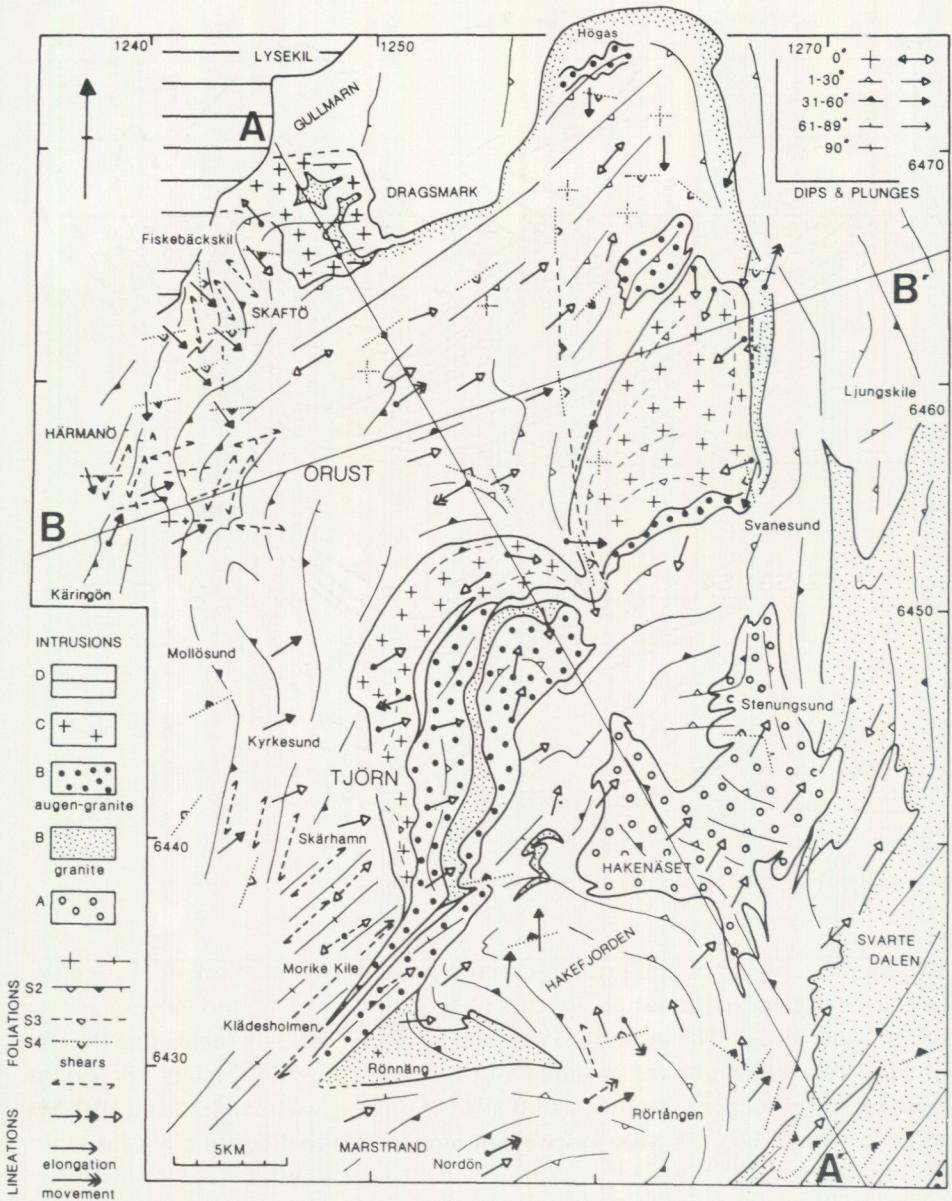 1240
1250
1270
0°
1-30°
31-60°
61-89°
90°
6470
DIPS & PLUNGES
Högas
LYSEKIL
GULLMARN
A
DRAGSMARK
Fiskebäckskil
SKAFTÖ
B'
Ljungskile
6460
HÄRMANÖ
ORUST
B
Svanesund
Käringön
6450
INTRUSIONS
D
C
B
augen-granite
B
granite
A
Mollösund
Kyrkesund
Stenungsund
TJÖRN
Skärhamn
6440
HAKENÄSET
SVARTE
DALEN
Morike Kile
HAKEFJORDEN
Klädesholmen
6430
Rönnäng
Rörtången
FOLIATIONS
S2
S3
S4
shears
LINEATIONS
elongation
movement
5KM
MARSTRAND
Nordön
A'